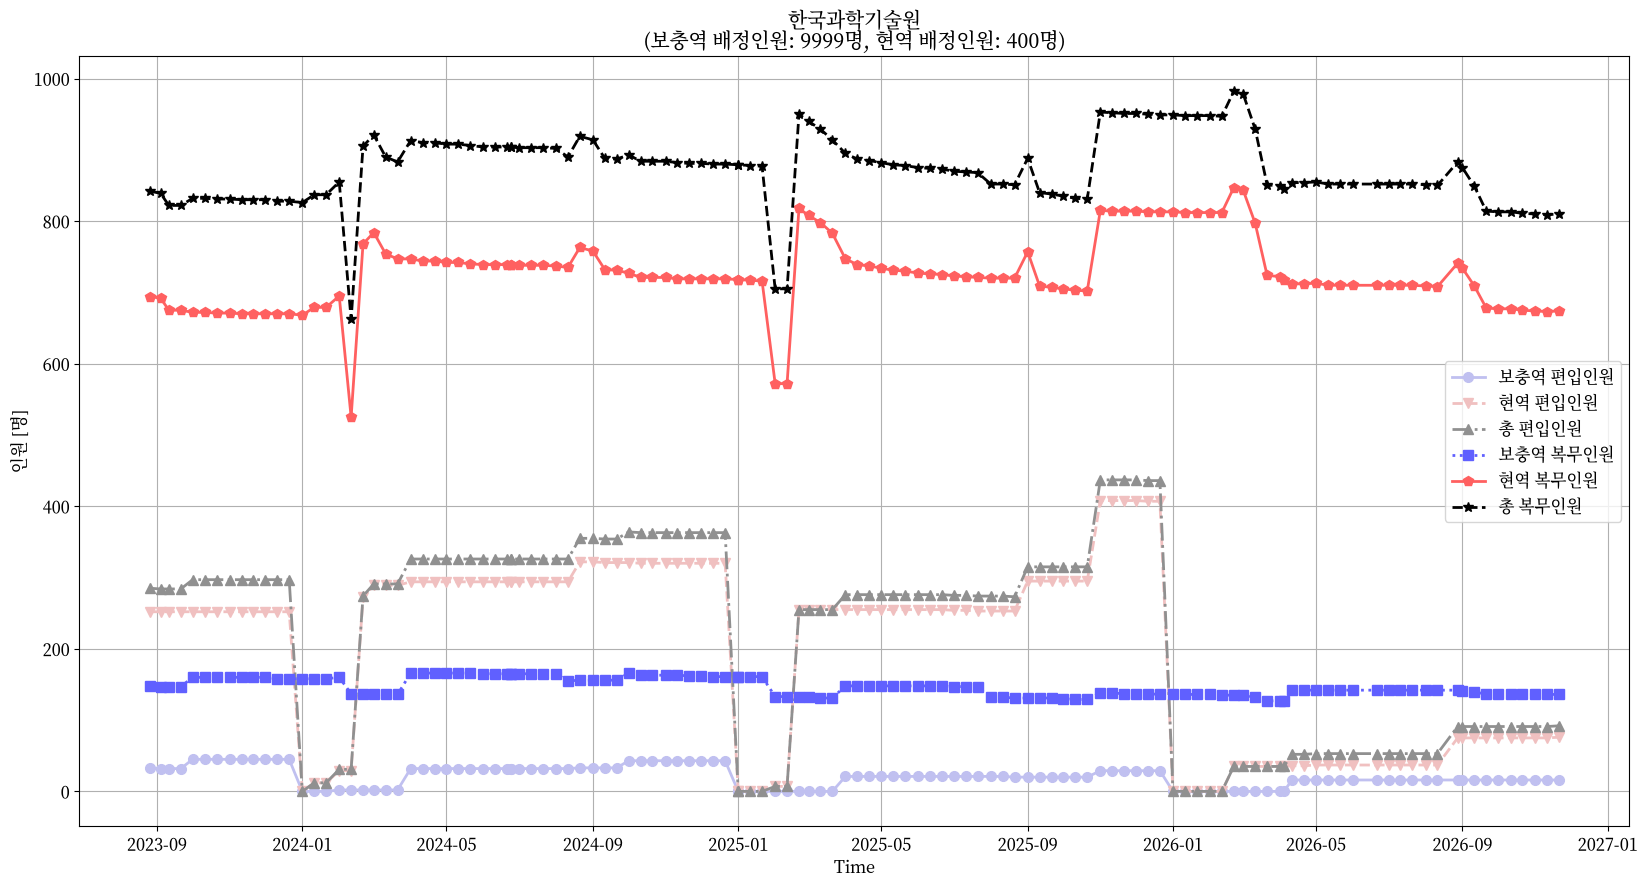 한국과학기술원
(보충역 배정인원: 9999명, 현역 배정인원: 400명)
인원 [명]
1000
800
600
400
200
0
보충역 편입인원
현역 편입인원
총 편입인원
보충역 복무인원
현역 복무인원
총 복무인원
2023-09 2024-01 2024-05 2024-09 2025-01 2025-05 2025-09 2026-01 2026-05 2026-09 2027-01
Time